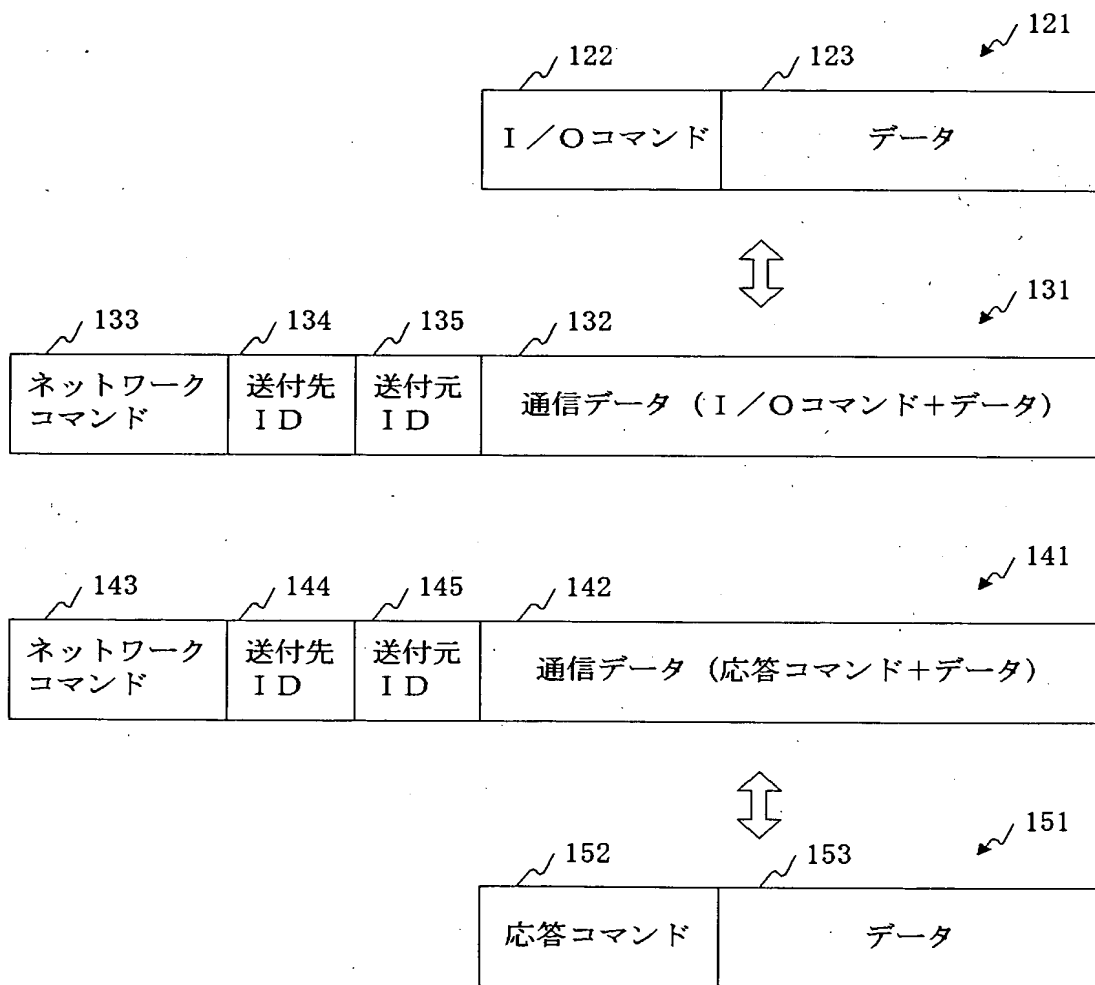 121
122
123
I／Oコマンド
データ
131
133
134
135
132
ネットワーク
コマンド
送付先
ID
送付元
ID
通信データ（I／Oコマンド＋データ）
141
143
144
145
142
ネットワーク
コマンド
送付先
ID
送付元
ID
通信データ（応答コマンド＋データ）
151
152
153
応答コマンド
データ